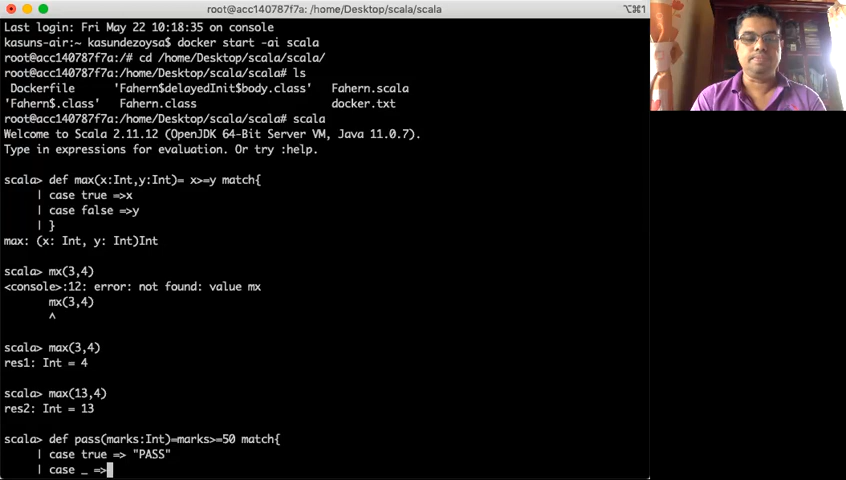 root@acc140787f7a: /home/Desktop/scala/scala
⌥⌘1
Last login: Fri May 22 10:18:35 on console
kasuns-air:~ kasundezoysa$ docker start -ai scala
root@acc140787f7a:/# cd /home/Desktop/scala/scala/
root@acc140787f7a:/home/Desktop/scala/scala# ls
Dockerfile 'Fahern$delayedInit$body.class' Fahern.scala
'Fahern$.class' Fahern.class docker.txt
root@acc140787f7a:/home/Desktop/scala/scala# scala
Welcome to Scala 2.11.12 (OpenJDK 64-Bit Server VM, Java 11.0.7).
Type in expressions for evaluation. Or try :help.
scala> def max(x:Int,y:Int)= x>=y match{
| case true =>x
| case false =>y
| }
max: (x: Int, y: Int)Int
scala> mx(3,4)
<console>:12: error: not found: value mx
mx(3,4)
^
scala> max(3,4)
res1: Int = 4
scala> max(13,4)
res2: Int = 13
scala> def pass(marks:Int)=marks>=50 match{
| case true => "PASS"
| case _ =>